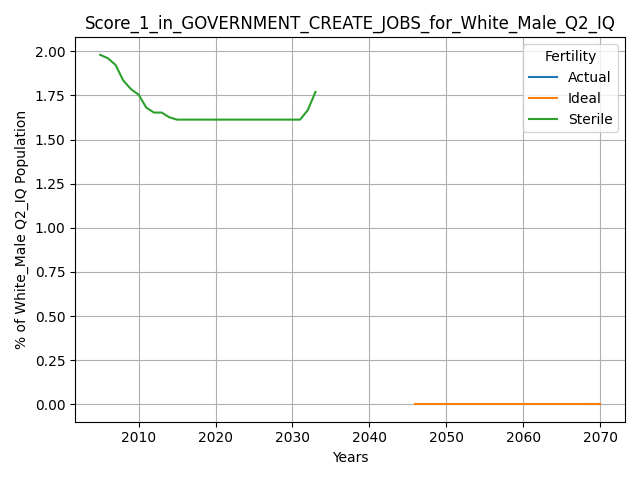 Score_1_in_GOVERNMENT_CREATE_JOBS_for_White_Male_Q2_IQ
% of White_Male Q2_IQ Population
2.00
1.75
1.50
1.25
1.00
0.75
0.50
0.25
0.00
Fertility
Actual
Ideal
Sterile
2010 2020 2030 2040 2050 2060 2070
Years